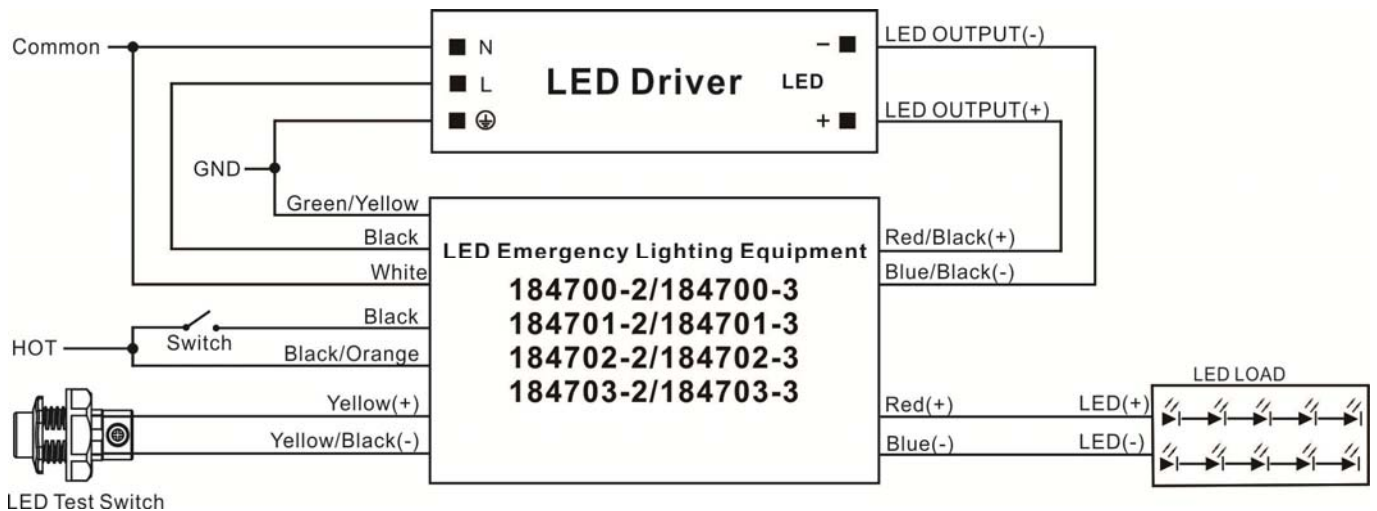 Common
N
L
LED Driver
−
LED
+
LED OUTPUT(-)
LED OUTPUT(+)
GND
Green/Yellow
Black
White
Black
Switch
HOT
Black/Orange
Yellow(+)
Yellow/Black(-)
LED Test Switch
LED Emergency Lighting Equipment
184700-2/184700-3
184701-2/184701-3
184702-2/184702-3
184703-2/184703-3
Red/Black(+)
Blue/Black(-)
Red(+)
Blue(-)
LED(+)
LED(-)
LED LOAD